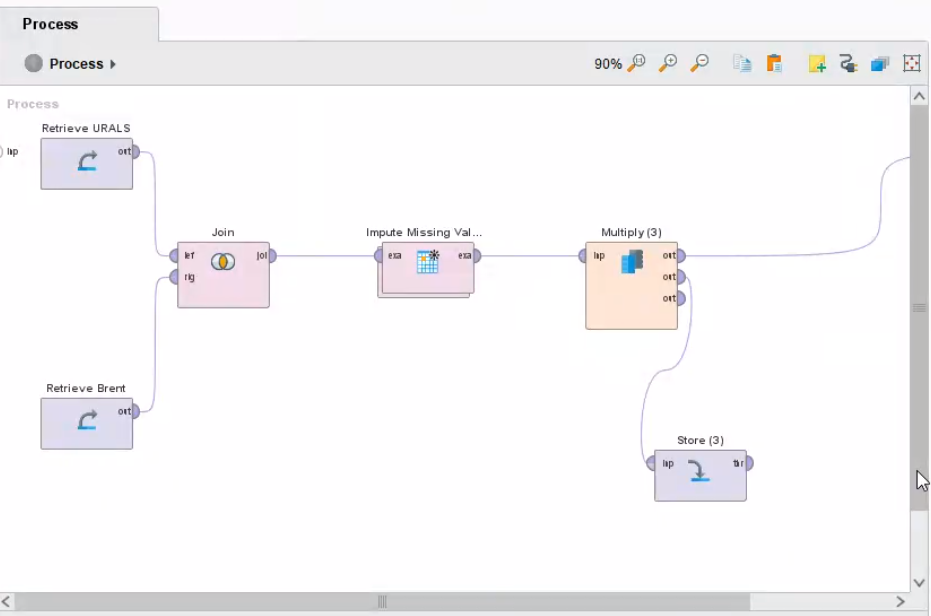 Process
Process
90%
Process
Retrieve URALS
Inp
out
Join
Impute Missing Val...
Multiply (3)
lef
joi
exa
exa
Inp
out
rig
out
out
Retrieve Brent
out
Store (3)
Inp
thr